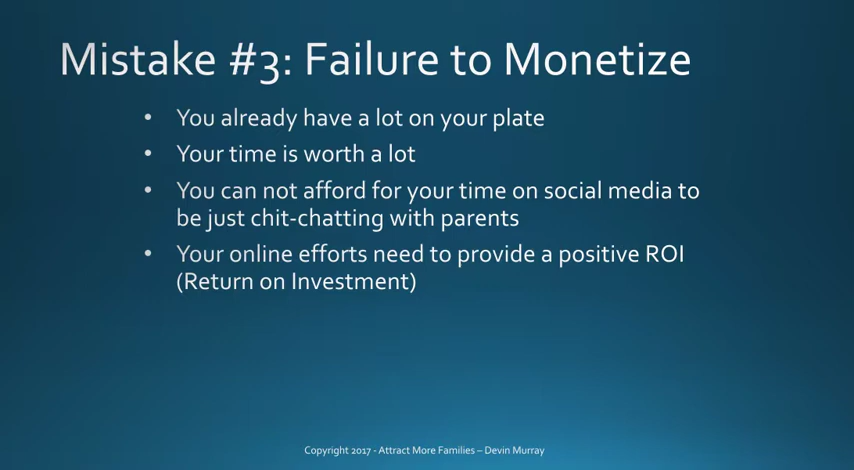 Mistake #3: Failure to Monetize
• You already have a lot on your plate
• Your time is worth a lot
• You can not afford for your time on social media to
be just chit-chatting with parents
• Your online efforts need to provide a positive ROI
(Return on Investment)
Copyright 2017 - Attract More Families – Devin Murray